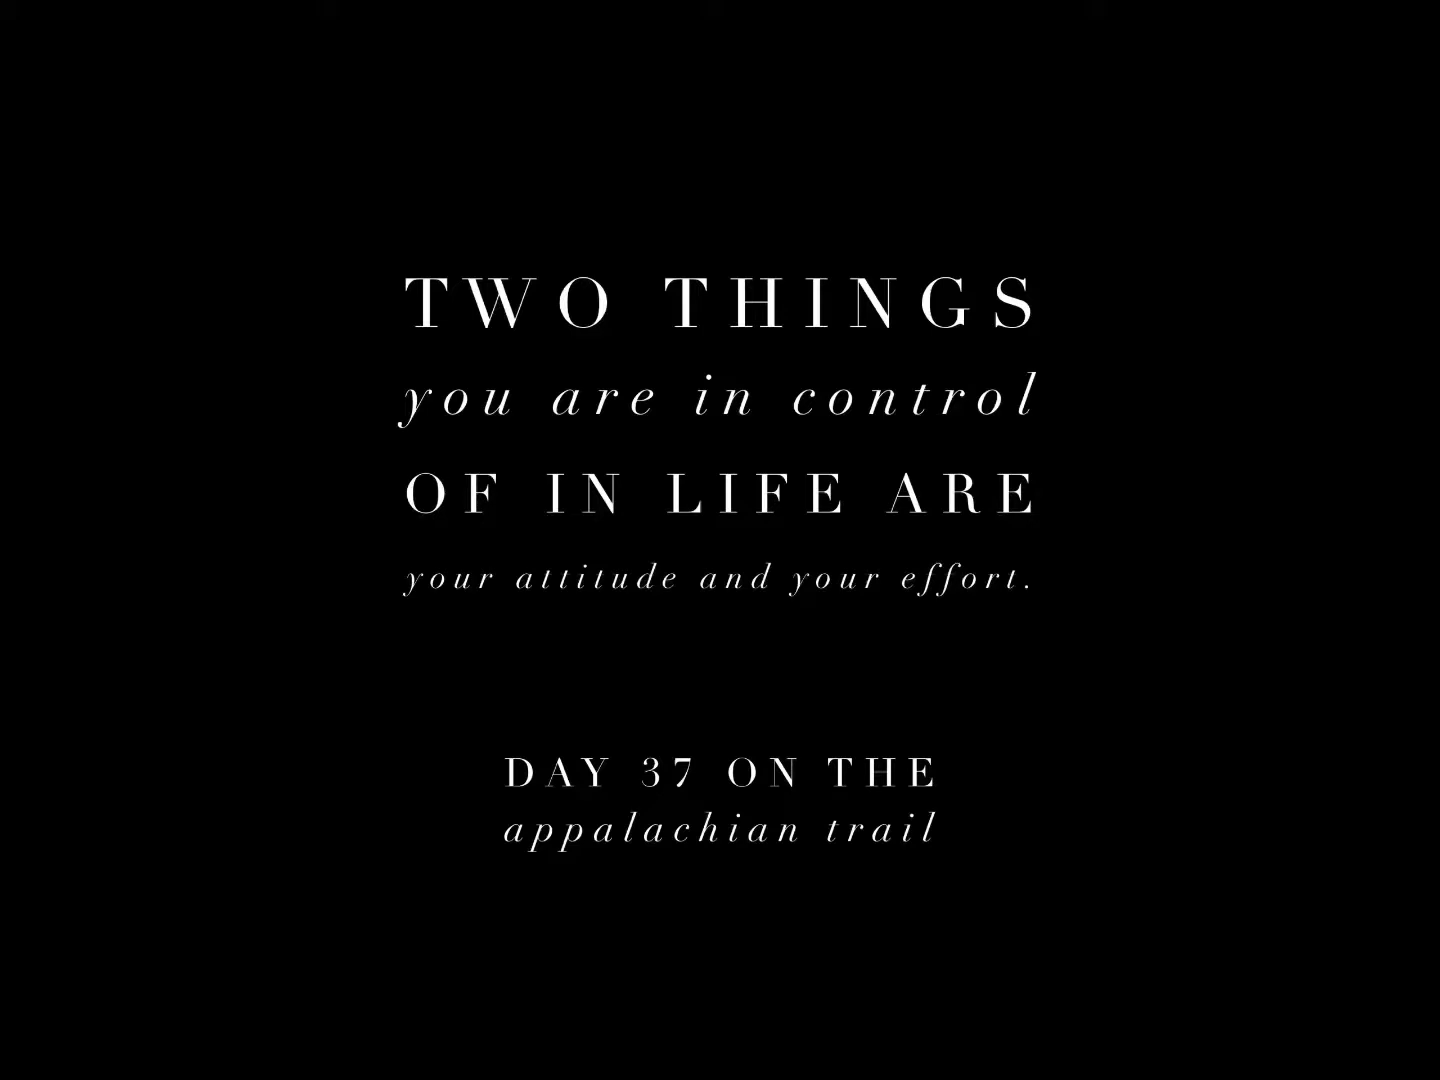 TWO THINGS
you are in control
OF IN LIFE ARE
your attitude and your effort.
DAY 37 ON THE
appalachian trail